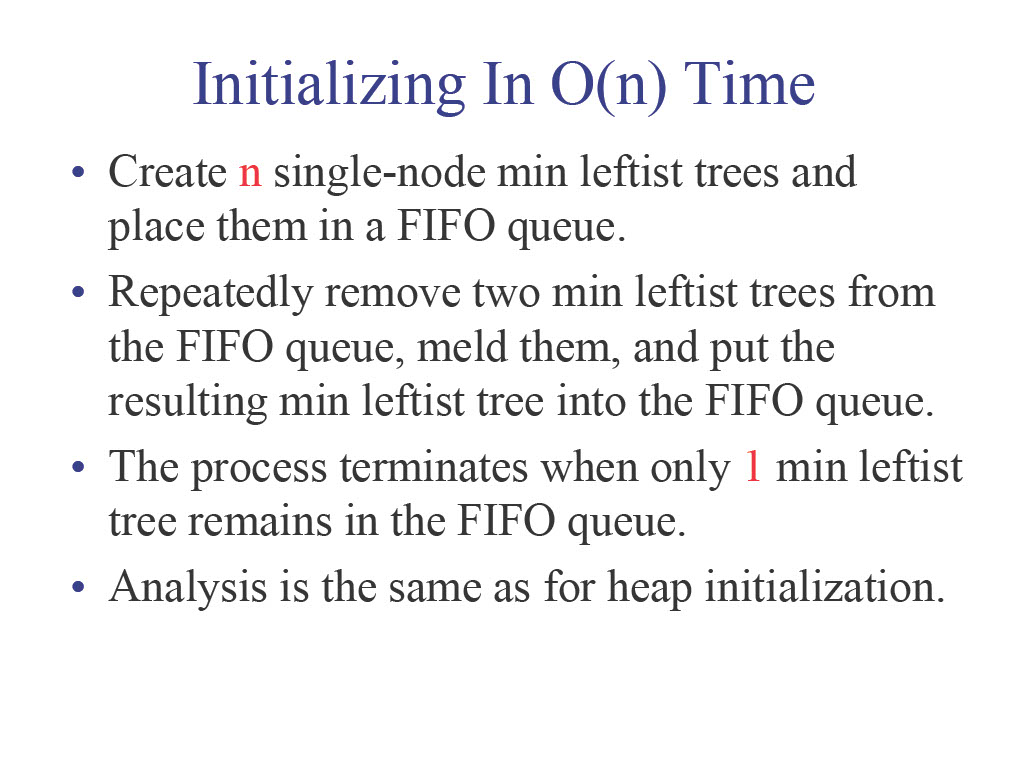 Initializing In O(n) Time
• Create n single-node min leftist trees and
place them in a FIFO queue.
• Repeatedly remove two min leftist trees from
the FIFO queue, meld them, and put the
resulting min leftist tree into the FIFO queue.
• The process terminates when only 1 min leftist
tree remains in the FIFO queue.
• Analysis is the same as for heap initialization.